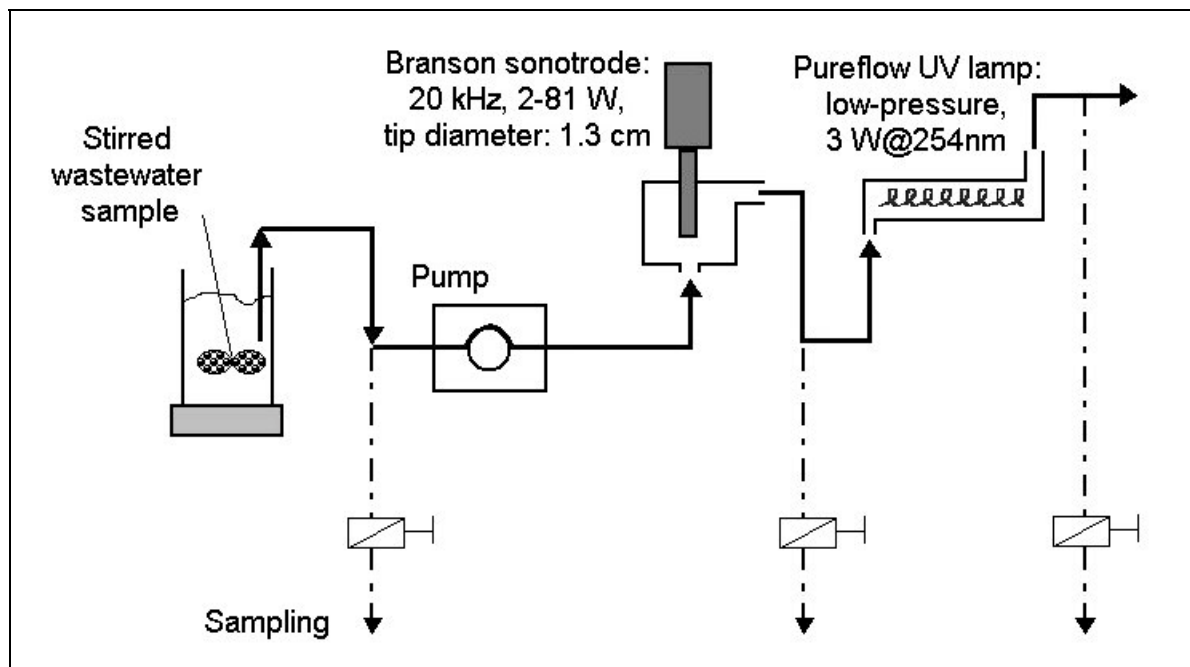 Branson sonotrode:
20 kHz, 2-81 W,
tip diameter: 1.3 cm
Pureflow UV lamp:
low-pressure,
3 W@254nm
Stirred
wastewater
sample
Pump
Sampling